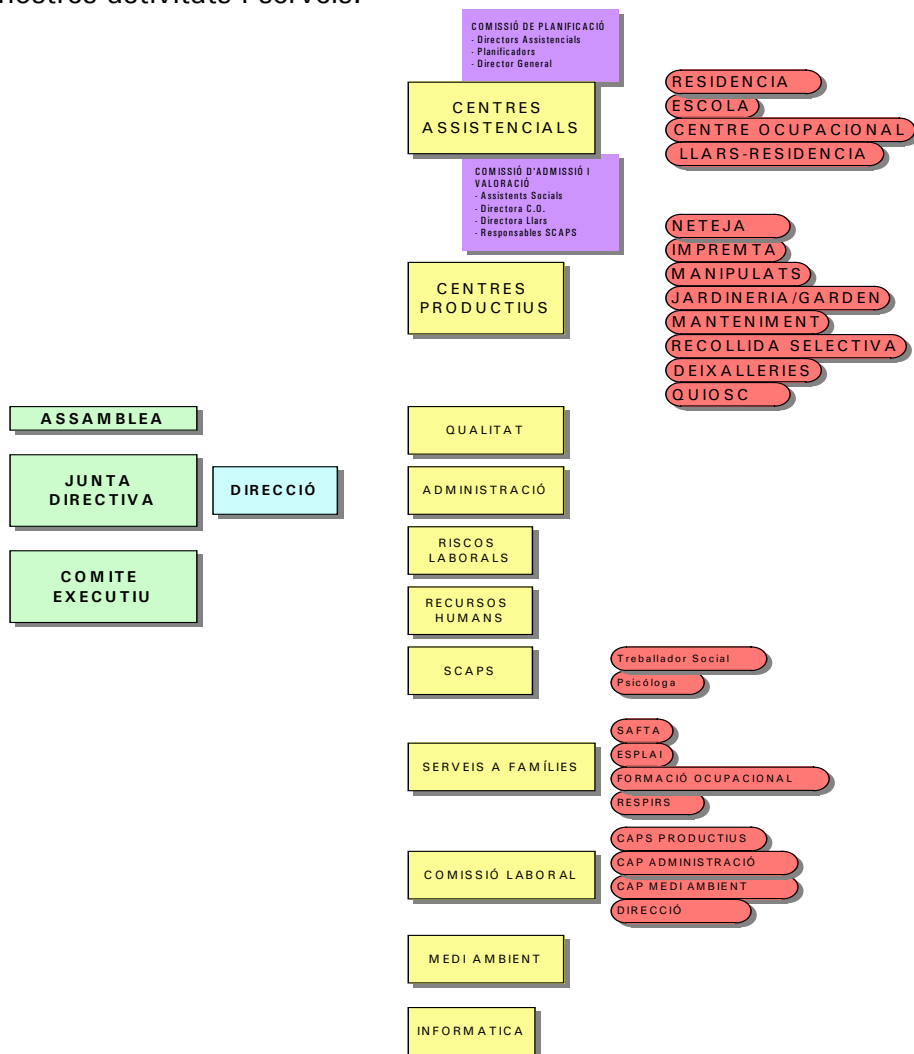 nostres activitats i serveis.
COMISSIÓ DE PLANIFICACIÓ
- Directors Assistencials
- Planificadors
- Director General
CENTRES
ASSISTENCIALS
RESIDENCIA
ESCOLA
CENTRE OCUPACIONAL
LLARS-RESIDENCIA
COMISSIÓ D'ADMISSIÓ I
VALORACIÓ
- Assistents Socials
- Directora C.O.
- Directora Llars
- Responsables SCAPS
CENTRES
PRODUCTIUS
NETEJA
IMPREMTA
MANIPULATS
JARDINERIA/GARDEN
MANTENIMENT
RECOLLIDA SELECTIVA
DEIXALLERIES
QUIOSC
ASSAMBLEA
JUNTA
DIRECTIVA
DIRECCIÓ
COMITE
EXECUTIU
QUALITAT
ADMINISTRACIÓ
RISCOS
LABORALS
RECURSOS
HUMANS
SCAPS
Treballador Social
Psicóloga
SERVEIS A FAMÍLIES
SAFTA
ESPLAI
FORMACIÓ OCUPACIONAL
RESPIRS
COMISSIÓ LABORAL
CAPS PRODUCTIUS
CAP ADMINISTRACIÓ
CAP MEDI AMBIENT
DIRECCIÓ
MEDI AMBIENT
INFORMATICA